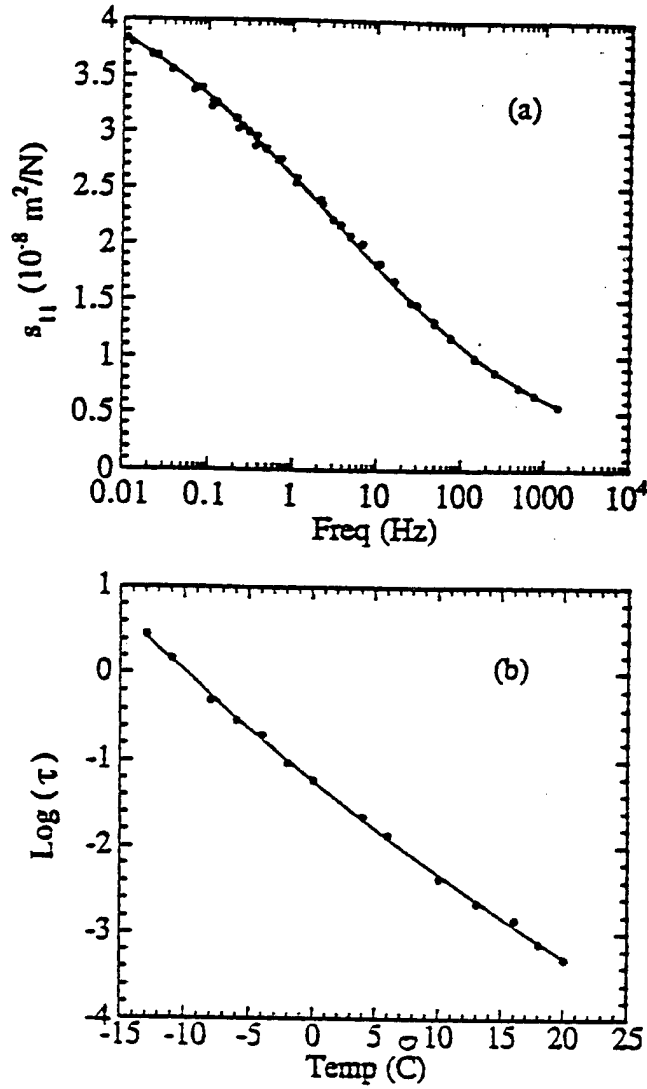 4
3.5
3
2.5
2
1.5
1
0.5
0
s₁₁ (10⁻⁸ m²/N)
(a)
0.01 0.1 1 10 100 1000 10⁴
Freq (Hz)
1
0
-1
-2
-3
-4
Log (τ)
(b)
-15 -10 -5 0 5 10 15 20 25
Temp (C)